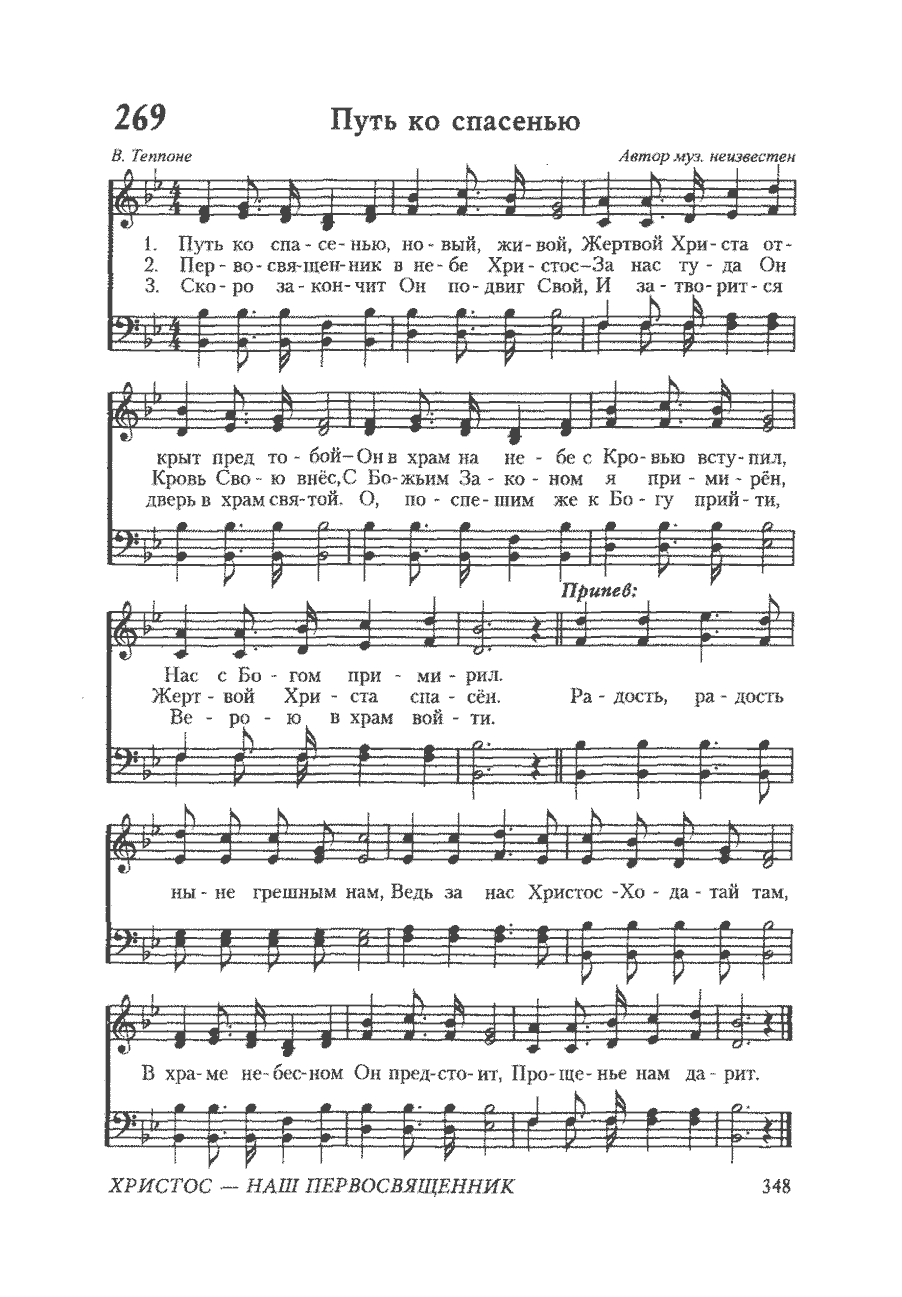 269 Путь ко спасенью
В. Теппоне Автор муз. неизвестен
1. Путь ко спа - се - нью, но - вый, жи - вой, Жертвой Хри - ста от -
2. Пер - во - свя - щен - ник в не - бе Хри - стос – За нас ту - да Он
3. Ско - ро за - кон - чит Он по - двиг Свой, И за - тво - рит - ся
крыт пред то - бой – Он в храм на не - бе с Кро - вью всту - пил,
Кровь Сво - ю внёс, С Бо - жьим За - ко - ном я при - ми - рён,
дверь в храм свя - той. О, по - спе - шим же к Бо - гу прий - ти,
Припев:
Нас с Бо - гом при - ми - рил.
Жерт - вой Хри - ста спа - сён. Ра - дость, ра - дость
Ве - ро - ю в храм вой - ти.
ны - не грешным нам, Ведь за нас Христос - Хо - да - тай там,
В хра - ме не - бес - ном Он пред - сто - ит, Про - ще - нье нам да - рит.
ХРИСТОС — НАШ ПЕРВОСВЯЩЕННИК 348